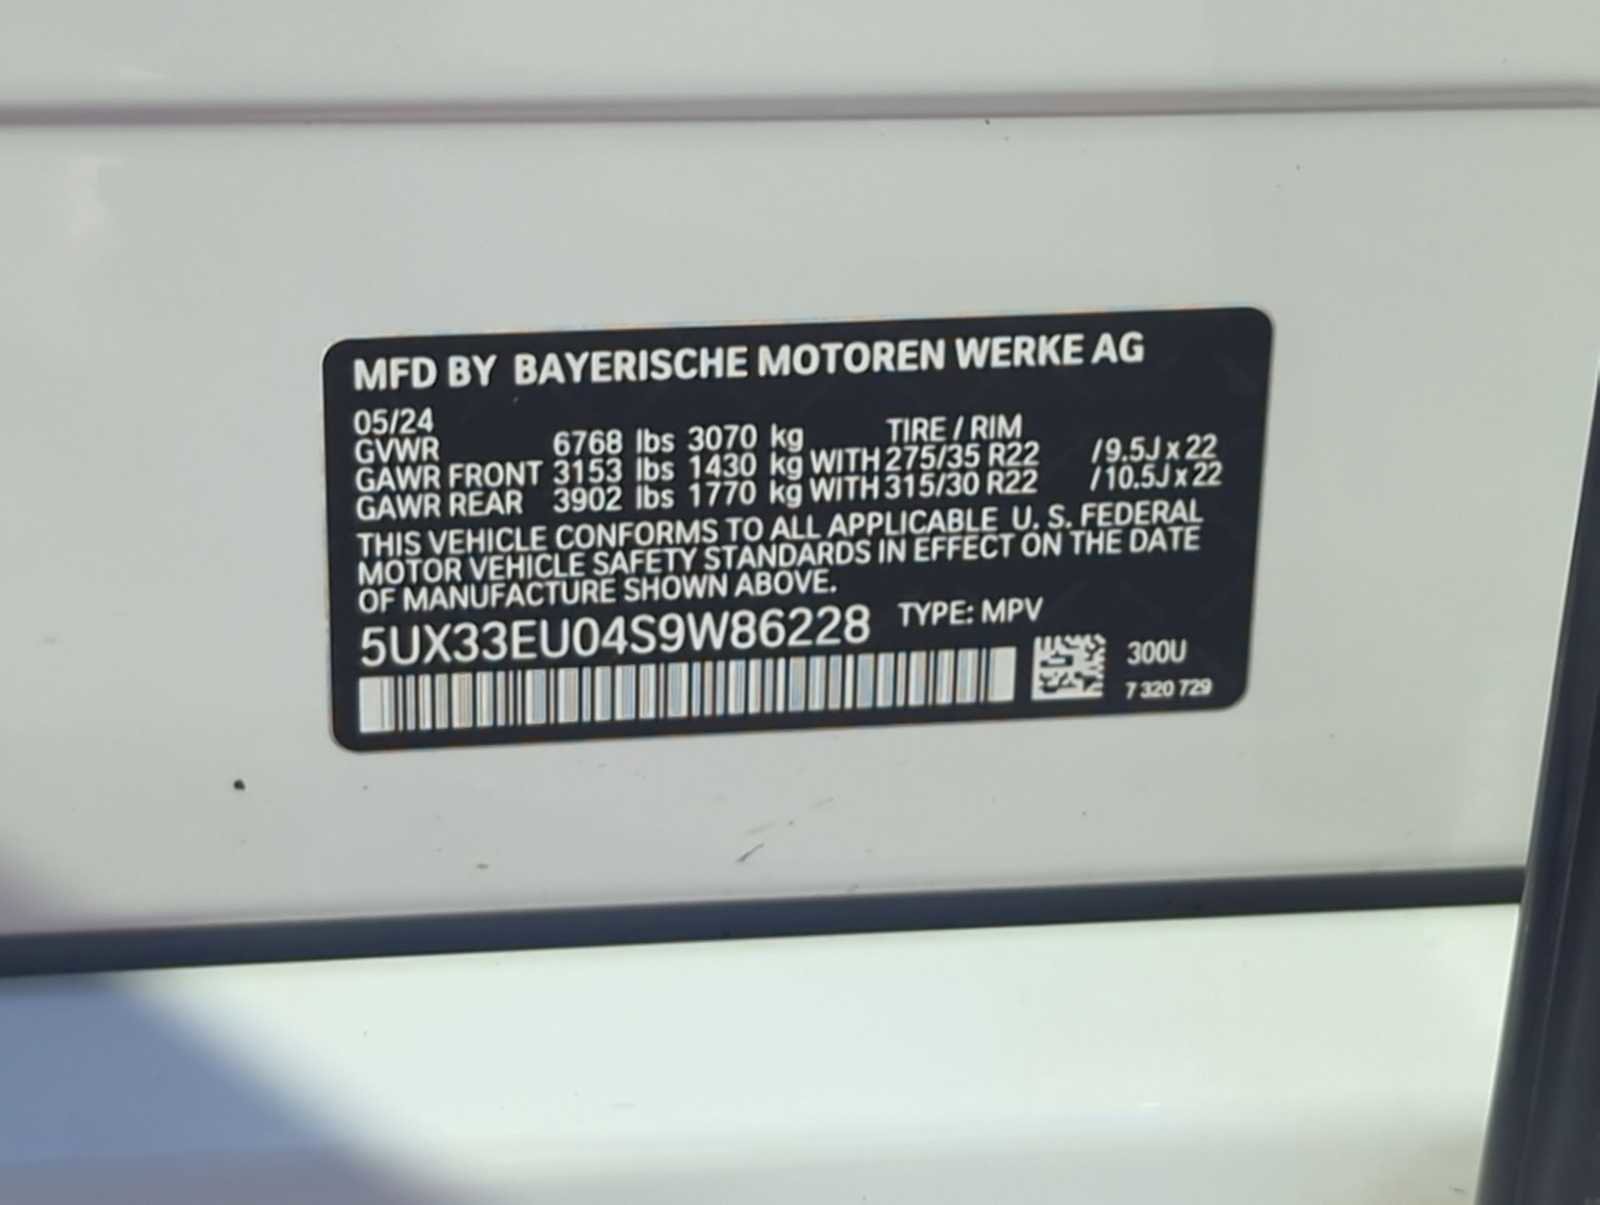 MFD BY BAYERISCHE MOTOREN WERKE AG
05/24 TIRE / RIM
GVWR 6768 lbs 3070 kg
GAWR FRONT 3153 lbs 1430 kg WITH 275/35 R22 /9.5J x 22
GAWR REAR 3902 lbs 1770 kg WITH 315/30 R22 /10.5J x 22
THIS VEHICLE CONFORMS TO ALL APPLICABLE U. S. FEDERAL
MOTOR VEHICLE SAFETY STANDARDS IN EFFECT ON THE DATE
OF MANUFACTURE SHOWN ABOVE.
5UX33EU04S9W86228 TYPE: MPV
300U
7 320 729